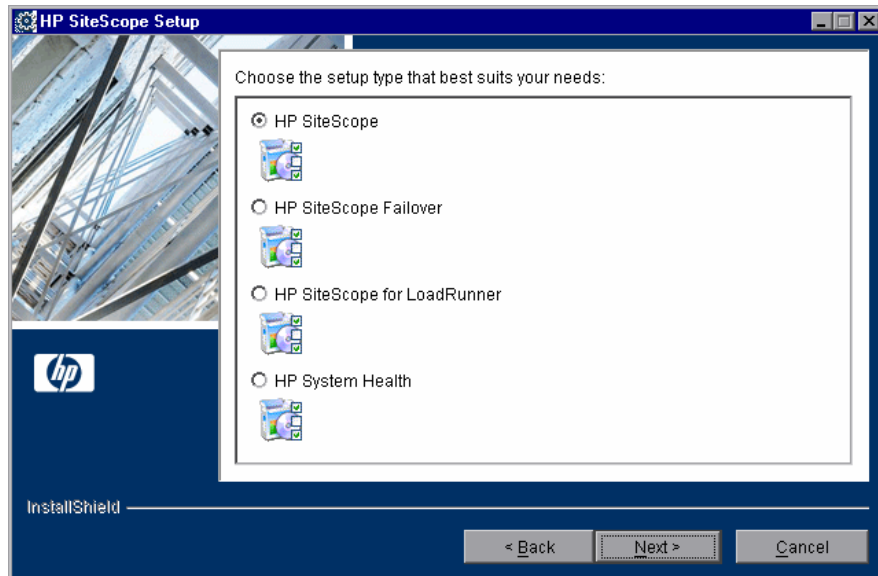 HP SiteScope Setup
Choose the setup type that best suits your needs:
HP SiteScope
HP SiteScope Failover
HP SiteScope for LoadRunner
HP System Health
hp
InstallShield
< Back
Next >
Cancel